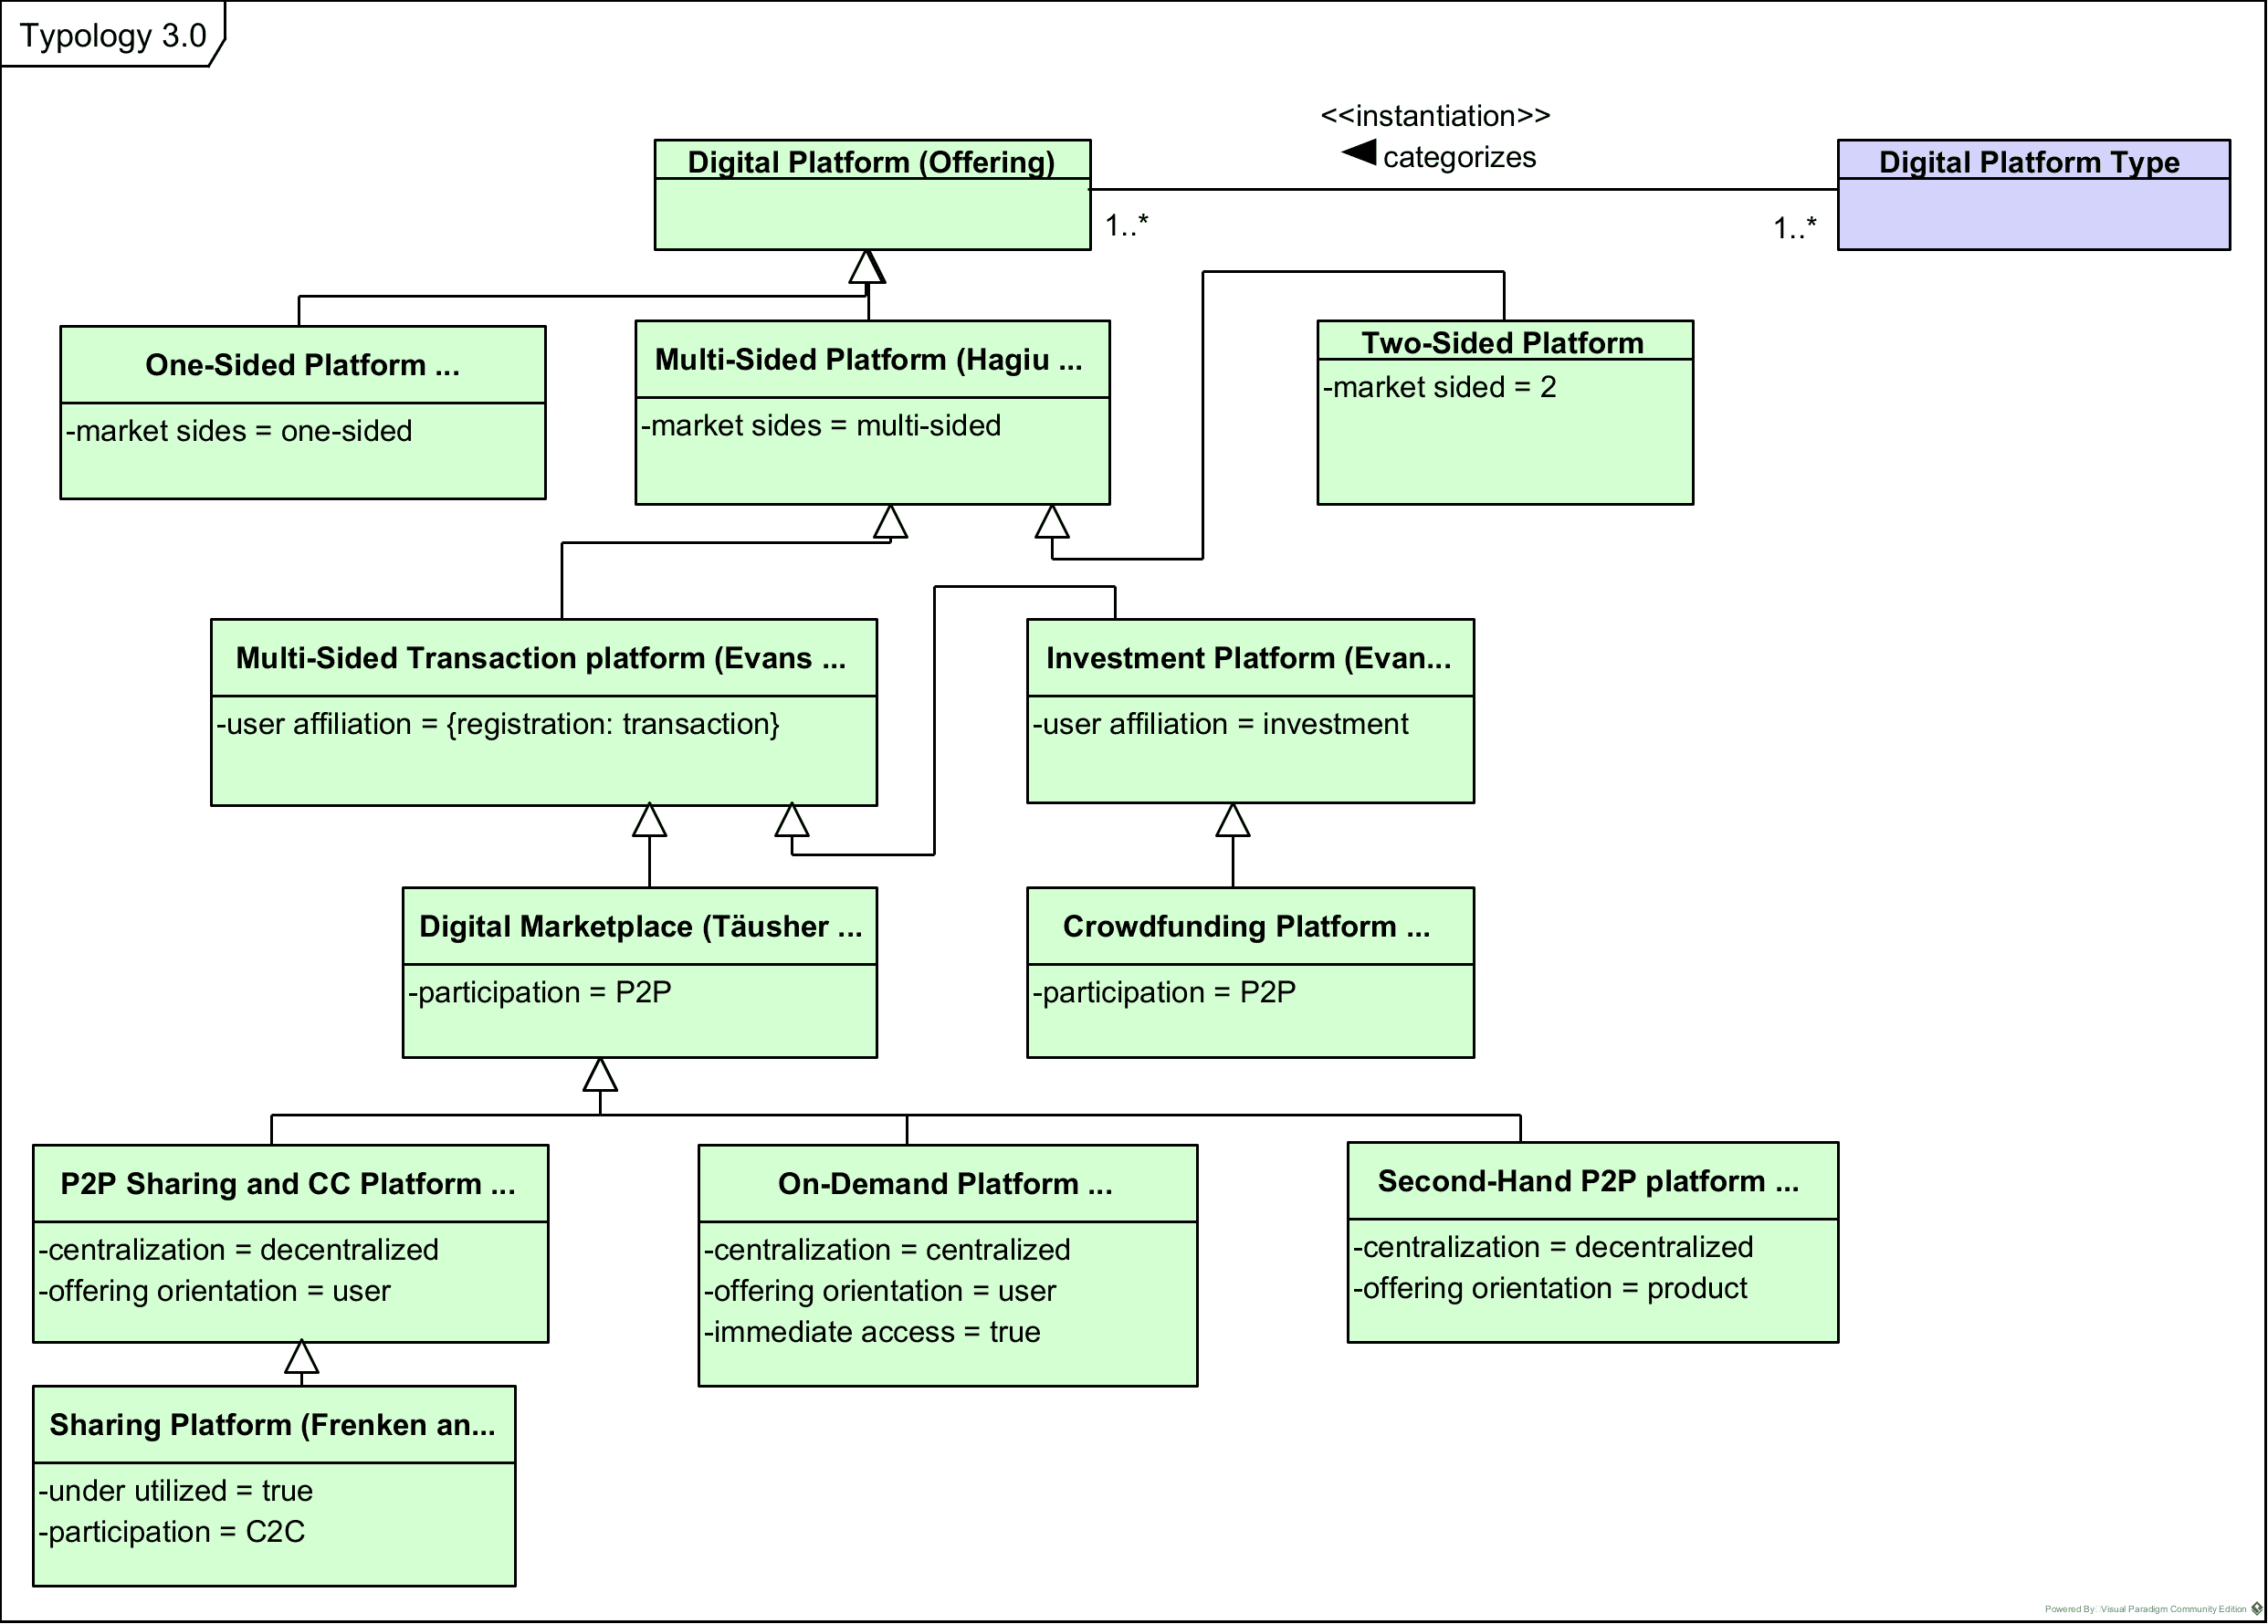 Typology 3.0
<<instantiation>>
categorizes
Digital Platform (Offering)
Digital Platform Type
1..*
1..*
One-Sided Platform ...
-market sides = one-sided
Multi-Sided Platform (Hagiu ...
-market sides = multi-sided
Two-Sided Platform
-market sided = 2
Multi-Sided Transaction platform (Evans ...
-user affiliation = {registration: transaction}
Investment Platform (Evan...
-user affiliation = investment
Digital Marketplace (Täusher ...
-participation = P2P
Crowdfunding Platform ...
-participation = P2P
P2P Sharing and CC Platform ...
-centralization = decentralized
-offering orientation = user
On-Demand Platform ...
-centralization = centralized
-offering orientation = user
-immediate access = true
Second-Hand P2P platform ...
-centralization = decentralized
-offering orientation = product
Sharing Platform (Frenken an...
-under utilized = true
-participation = C2C
Powered By Visual Paradigm Community Edition